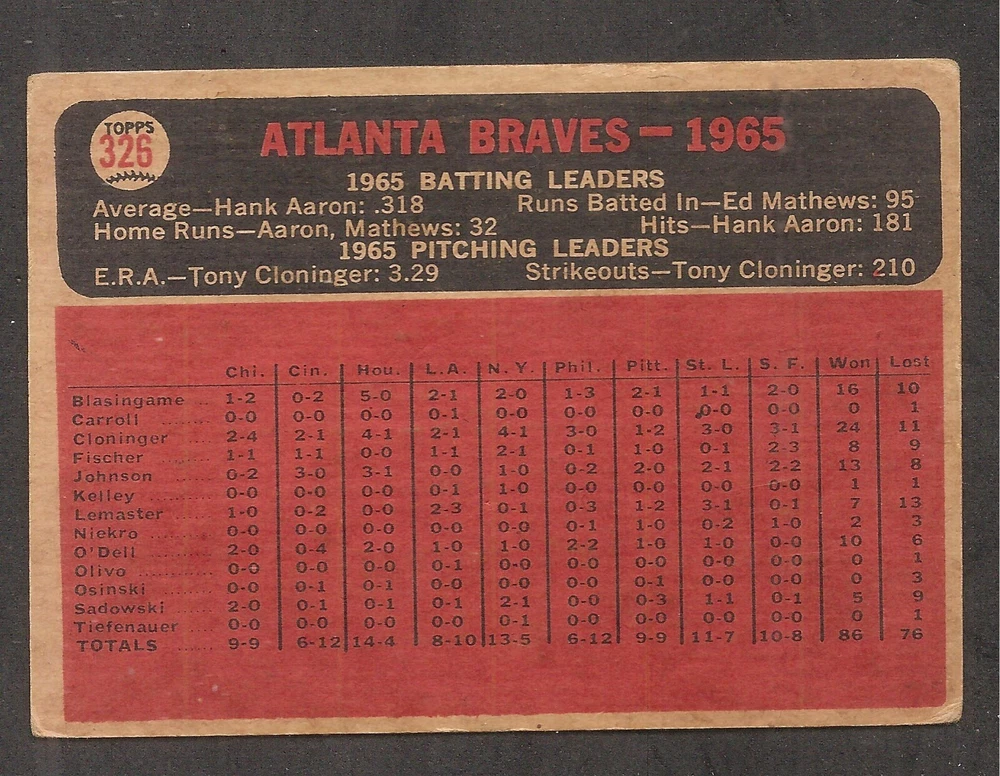 TOPPS
326
ATLANTA BRAVES — 1965
1965 BATTING LEADERS
Average—Hank Aaron: .318 Runs Batted In—Ed Mathews: 95
Home Runs—Aaron, Mathews: 32 Hits—Hank Aaron: 181
1965 PITCHING LEADERS
E.R.A.—Tony Cloninger: 3.29 Strikeouts—Tony Cloninger: 210
Chi. Cin. Hou. L.A. N.Y. Phil. Pitt. St. L. S. F. Won Lost
Blasingame .. 1-2 0-2 5-0 2-1 2-0 1-3 2-1 1-1 2-0 16 10
Carroll ........ 0-0 0-0 0-0 0-1 0-0 0-0 0-0 0-0 0-0 0 1
Cloninger ..... 2-4 2-1 4-1 2-1 4-1 3-0 1-2 3-0 3-1 24 11
Fischer ....... 1-1 1-1 0-0 1-1 2-1 0-1 1-0 0-1 2-3 8 9
Johnson ...... 0-2 3-0 3-1 0-0 1-0 0-2 2-0 2-1 2-2 13 8
Kelley ......... 0-0 0-0 0-0 0-1 1-0 0-0 0-0 0-0 0-0 1 1
Lemaster ..... 1-0 0-2 0-0 2-3 0-1 0-3 1-2 3-1 0-1 7 13
Niekro ........ 0-0 0-0 0-0 0-0 0-0 0-1 1-0 0-2 1-0 2 3
O'Dell ......... 2-0 0-4 2-0 1-0 1-0 2-2 1-0 1-0 0-0 10 6
Olivo .......... 0-0 0-0 0-0 0-1 0-0 0-0 0-0 0-0 0-0 0 1
Osinski ........ 0-0 0-1 0-1 0-0 0-0 0-0 0-1 0-0 0-0 0 3
Sadowski ..... 2-0 0-1 0-1 0-1 2-1 0-0 0-3 1-1 0-1 5 9
Tiefenauer .... 0-0 0-0 0-0 0-0 0-1 0-0 0-0 0-0 0-0 0 1
TOTALS ...... 9-9 6-12 14-4 8-10 13-5 6-12 9-9 11-7 10-8 86 76